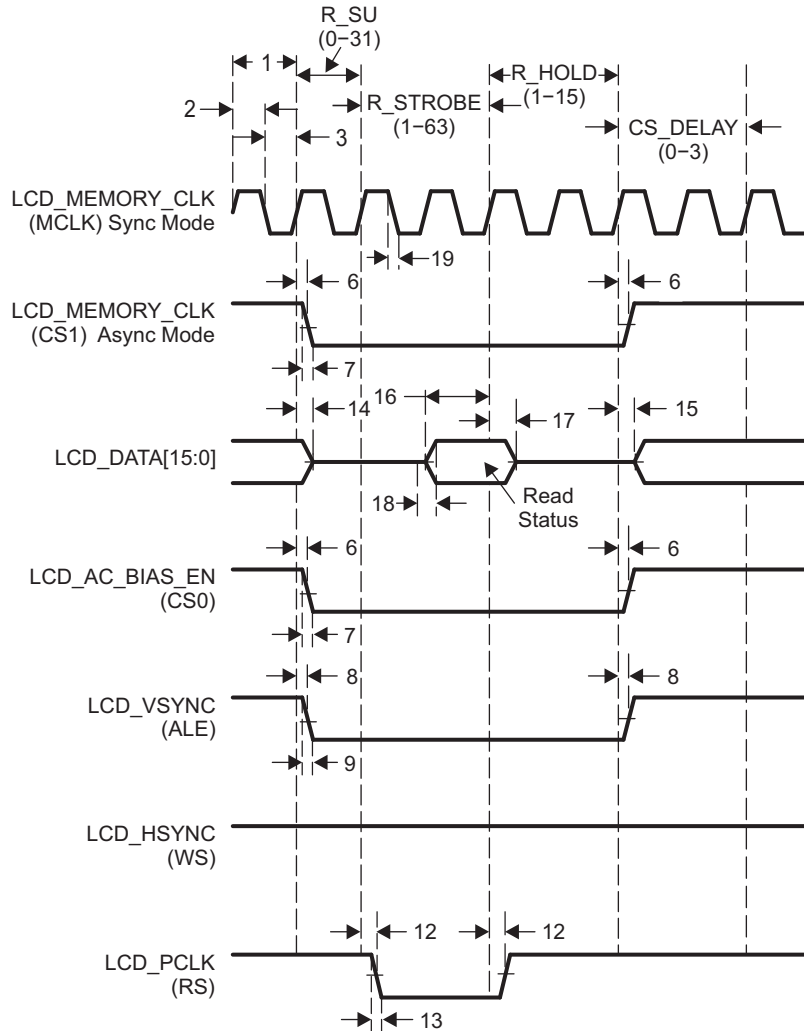 R_SU
(0−31)
1
R_HOLD
(1−15)
2
R_STROBE
(1−63)
3
CS_DELAY
(0−3)
LCD_MEMORY_CLK
(MCLK) Sync Mode
19
6
6
LCD_MEMORY_CLK
(CS1) Async Mode
7
16
14
17
15
LCD_DATA[15:0]
18
Read
Status
6
6
LCD_AC_BIAS_EN
(CS0)
7
8
8
LCD_VSYNC
(ALE)
9
LCD_HSYNC
(WS)
12
12
LCD_PCLK
(RS)
13